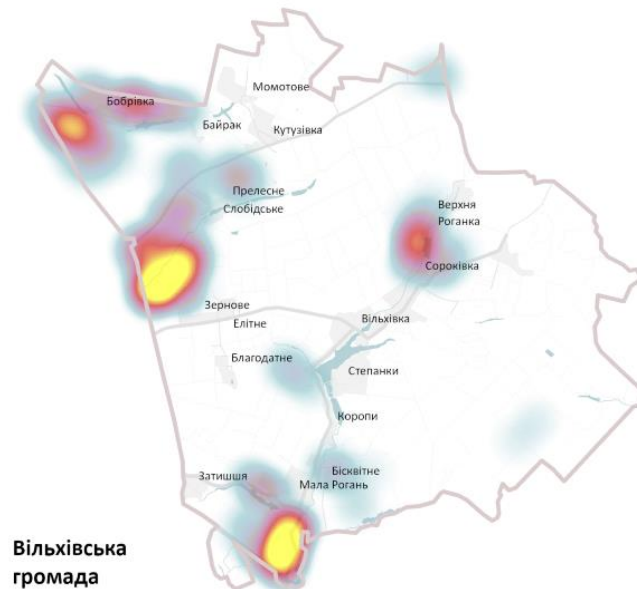 Момотове
Бобрівка
Байрак
Кутузівка
Прелесне
Слобідське
Верхня
Роганка
Сороківка
Зернове
Елітне
Вільхівка
Благодатне
Степанки
Коропи
Бісквітне
Затишшя
Мала Рогань
Вільхівська
громада